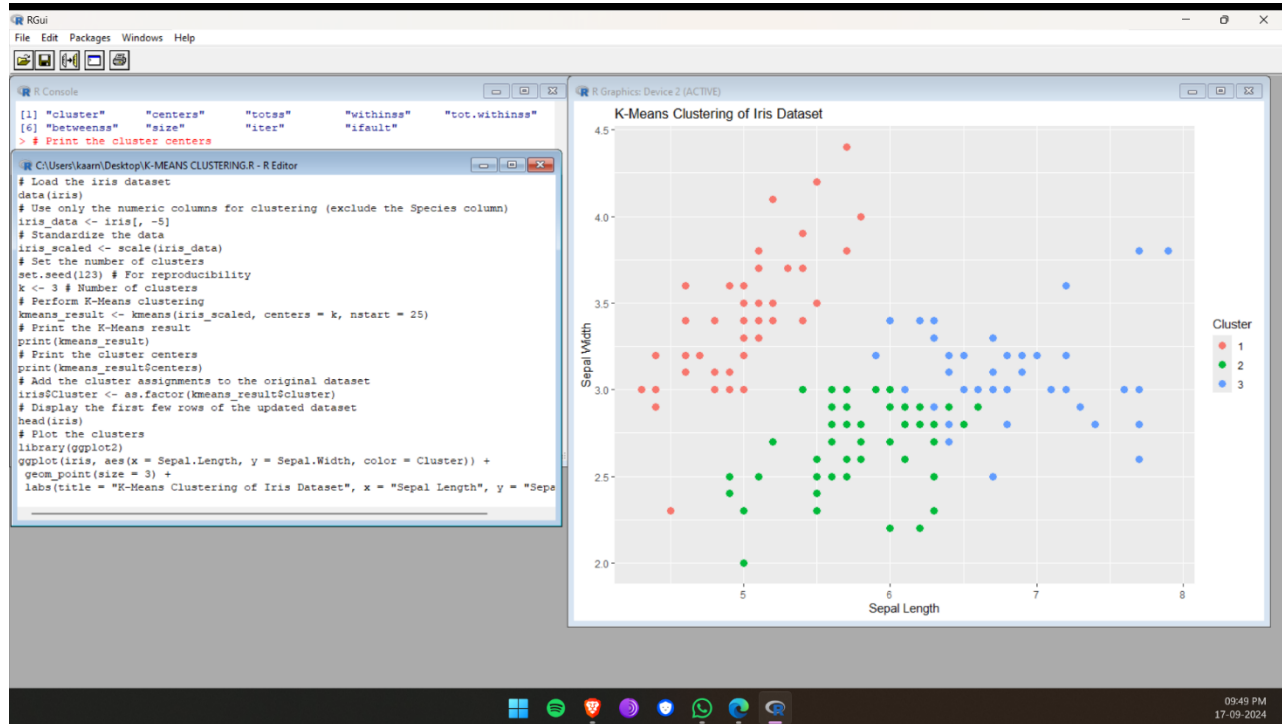 RGui
File Edit Packages Windows Help
R Console
[1] "cluster" "centers" "totss" "withinss" "tot.withinss"
[6] "betweenss" "size" "iter" "ifault"
> # Print the cluster centers
C:\Users\kaarn\Desktop\K-MEANS CLUSTERING.R - R Editor
# Load the iris dataset
data(iris)
# Use only the numeric columns for clustering (exclude the Species column)
iris_data <- iris[, -5]
# Standardize the data
iris_scaled <- scale(iris_data)
# Set the number of clusters
set.seed(123) # For reproducibility
k <- 3 # Number of clusters
# Perform K-Means clustering
kmeans_result <- kmeans(iris_scaled, centers = k, nstart = 25)
# Print the K-Means result
print(kmeans_result)
# Print the cluster centers
print(kmeans_result$centers)
# Add the cluster assignments to the original dataset
iris$Cluster <- as.factor(kmeans_result$cluster)
# Display the first few rows of the updated dataset
head(iris)
# Plot the clusters
library(ggplot2)
ggplot(iris, aes(x = Sepal.Length, y = Sepal.Width, color = Cluster)) +
geom_point(size = 3) +
labs(title = "K-Means Clustering of Iris Dataset", x = "Sepal Length", y = "Sepa
R Graphics: Device 2 (ACTIVE)
K-Means Clustering of Iris Dataset
4.5
4.0
3.5
3.0
2.5
2.0
Sepal Width
5 6 7 8
Sepal Length
Cluster
1
2
3
09:49 PM
17-09-2024